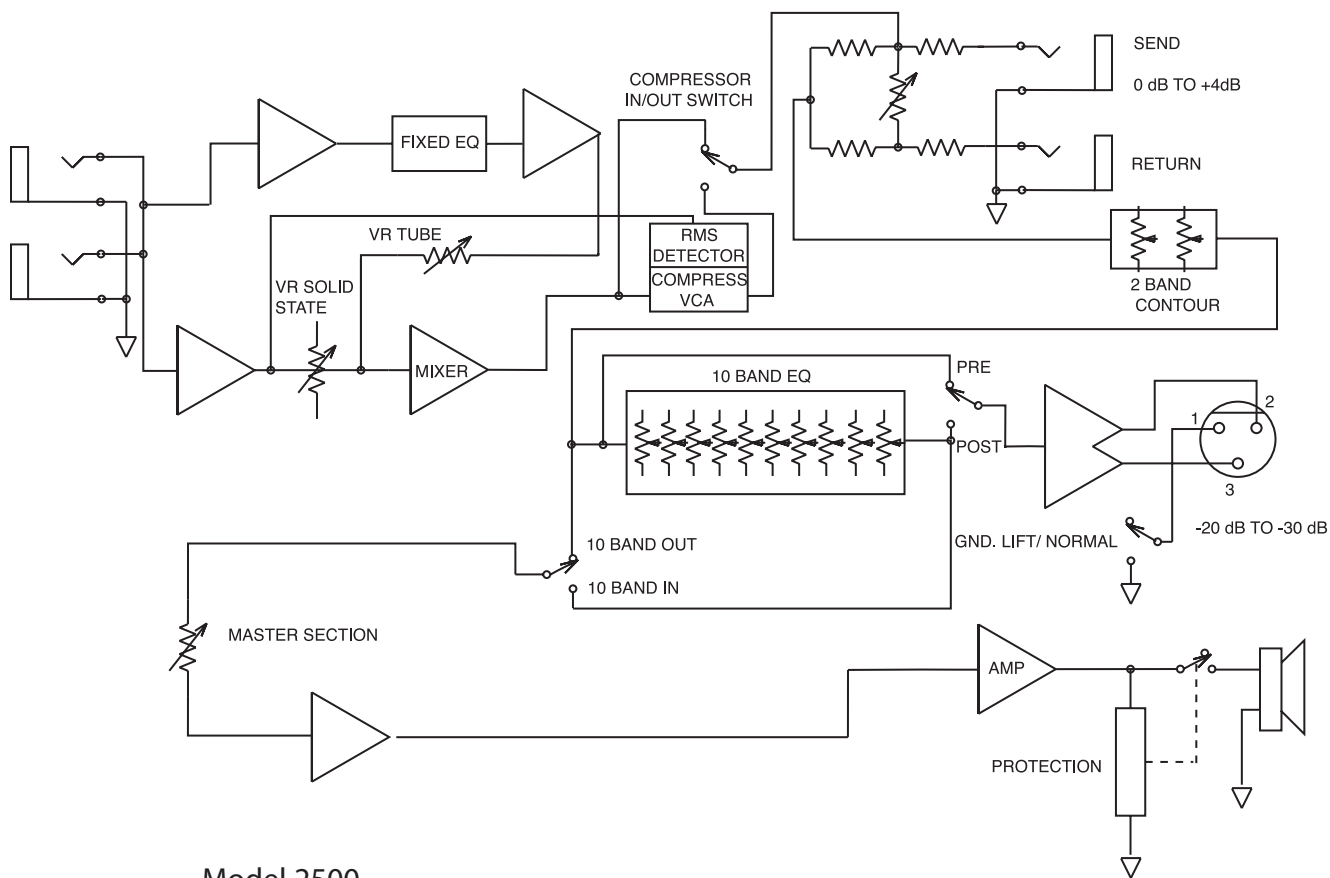 SEND
COMPRESSOR
IN/OUT SWITCH
0 dB TO +4dB
FIXED EQ
RETURN
VR TUBE
RMS
DETECTOR
COMPRESS
VCA
VR SOLID
STATE
2 BAND
CONTOUR
MIXER
10 BAND EQ
PRE
POST
1
2
3
-20 dB TO -30 dB
GND. LIFT/ NORMAL
10 BAND OUT
10 BAND IN
MASTER SECTION
AMP
PROTECTION
Model 2500